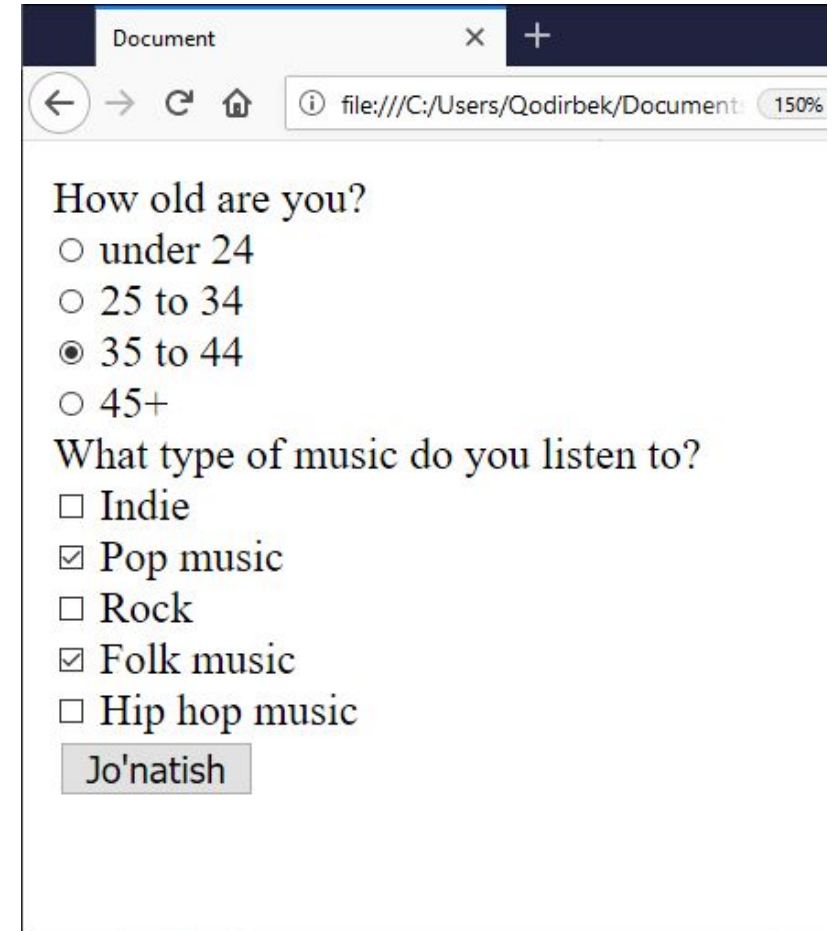 Document
file:///C:/Users/Qodirbek/Document 150%
How old are you?
under 24
25 to 34
35 to 44
45+
What type of music do you listen to?
Indie
Pop music
Rock
Folk music
Hip hop music
Jo'natish